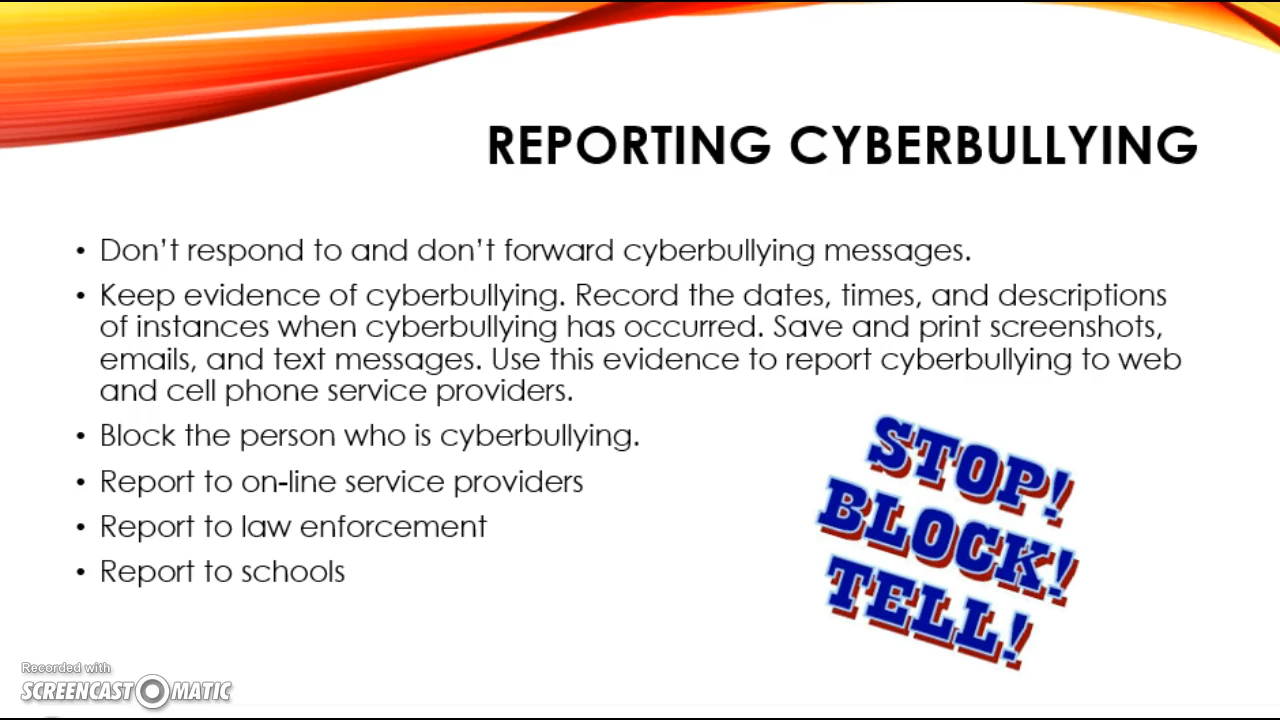 REPORTING CYBERBULLYING
• Don't respond to and don't forward cyberbullying messages.
• Keep evidence of cyberbullying. Record the dates, times, and descriptions
of instances when cyberbullying has occurred. Save and print screenshots,
emails, and text messages. Use this evidence to report cyberbullying to web
and cell phone service providers.
• Block the person who is cyberbullying.
• Report to on-line service providers
• Report to law enforcement
• Report to schools
STOP!
BLOCK!
TELL!
Recorded with
SCREENCAST-O-MATIC